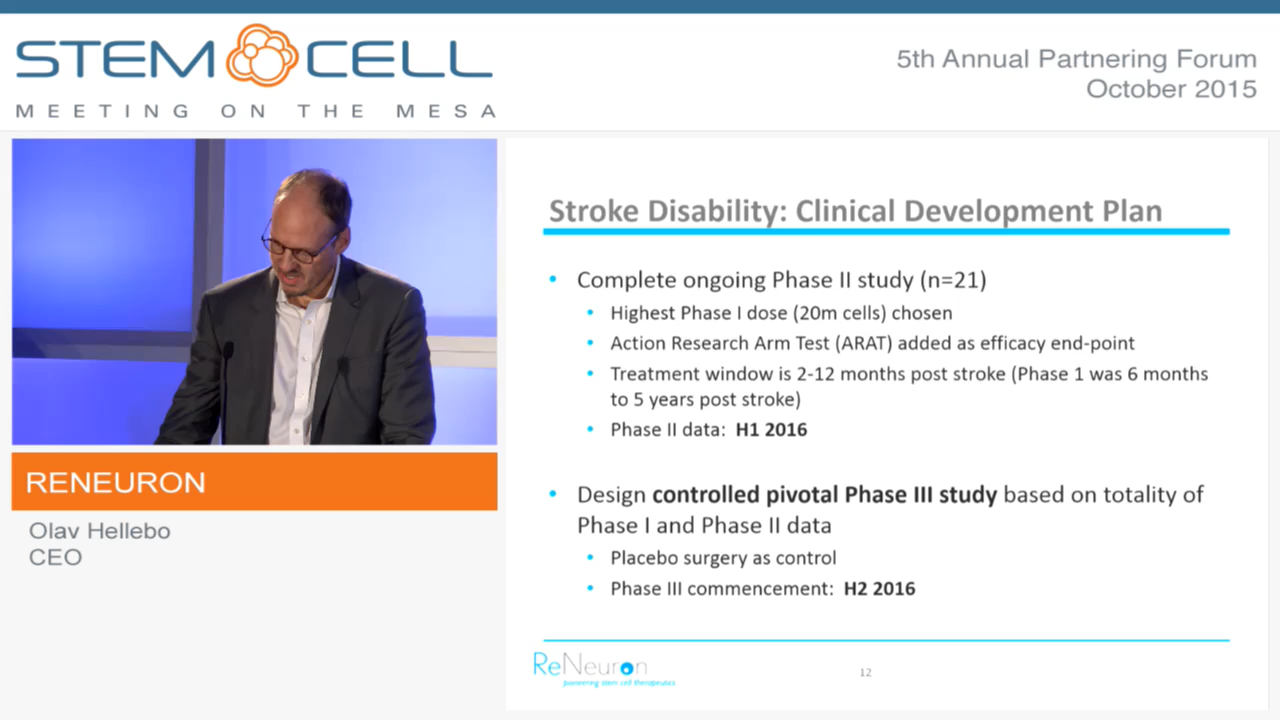 STEM CELL
MEETING ON THE MESA
5th Annual Partnering Forum
October 2015
RENEURON
Olav Hellebo
CEO
Stroke Disability: Clinical Development Plan
• Complete ongoing Phase II study (n=21)
• Highest Phase I dose (20m cells) chosen
• Action Research Arm Test (ARAT) added as efficacy end-point
• Treatment window is 2-12 months post stroke (Phase 1 was 6 months
to 5 years post stroke)
• Phase II data: H1 2016
• Design controlled pivotal Phase III study based on totality of
Phase I and Phase II data
• Placebo surgery as control
• Phase III commencement: H2 2016
ReNeuron
pioneering stem cell therapeutics
12